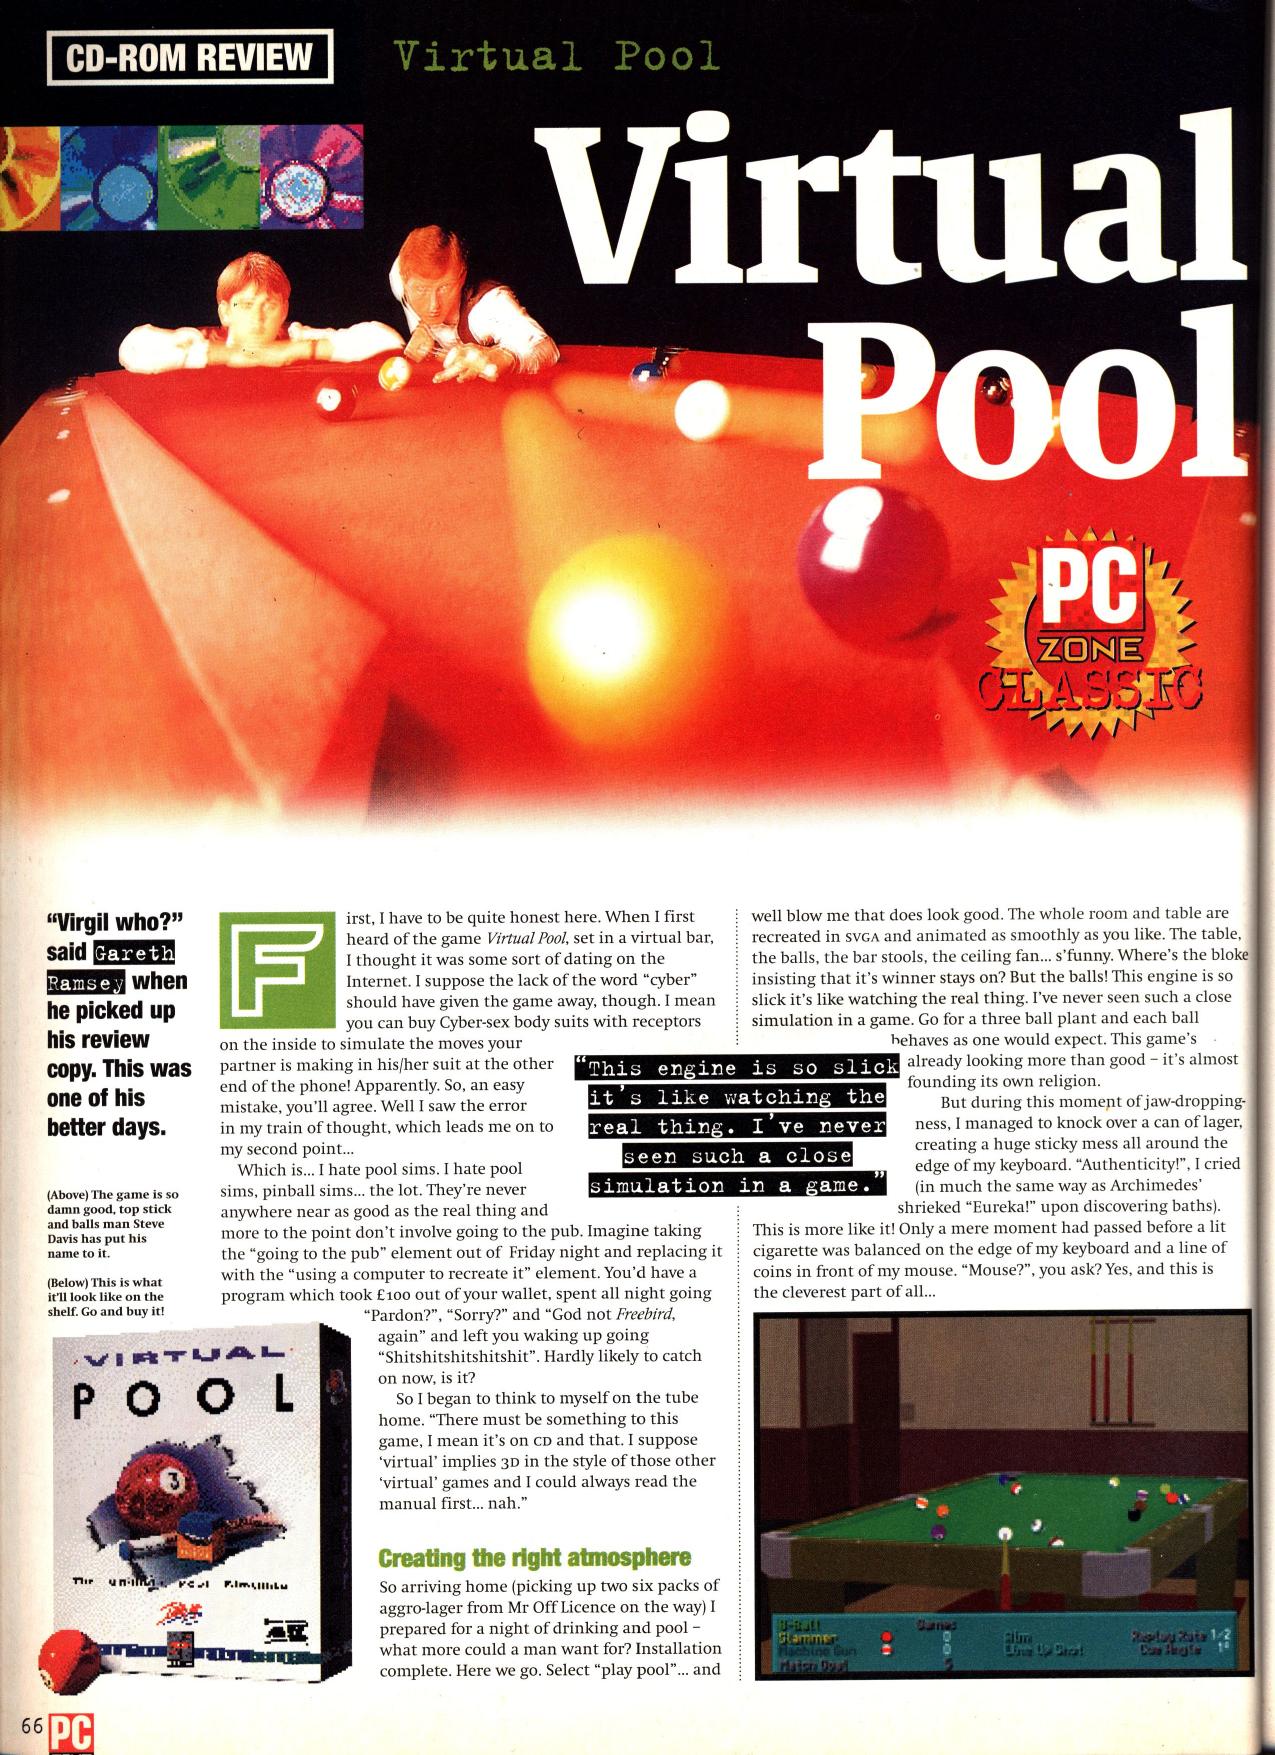 CD-ROM REVIEW
Virtual Pool
Virtual
Pool
PC
ZONE
CLASSIC
“Virgil who?”
said Gareth
Ramsey when
he picked up
his review
copy. This was
one of his
better days.
(Above) The game is so
damn good, top stick
and balls man Steve
Davis has put his
name to it.
(Below) This is what
it'll look like on the
shelf. Go and buy it!
VIRTUAL
POOL
3
First, I have to be quite honest here. When I first
heard of the game Virtual Pool, set in a virtual bar,
I thought it was some sort of dating on the
Internet. I suppose the lack of the word “cyber”
should have given the game away, though. I mean
you can buy Cyber-sex body suits with receptors
on the inside to simulate the moves your
partner is making in his/her suit at the other
end of the phone! Apparently. So, an easy
mistake, you'll agree. Well I saw the error
in my train of thought, which leads me on to
my second point...
Which is... I hate pool sims. I hate pool
sims, pinball sims... the lot. They're never
anywhere near as good as the real thing and
more to the point don't involve going to the pub. Imagine taking
the “going to the pub” element out of Friday night and replacing it
with the “using a computer to recreate it” element. You'd have a
program which took £100 out of your wallet, spent all night going
“Pardon?”, “Sorry?” and “God not Freebird,
again” and left you waking up going
“Shitshitshitshitshit”. Hardly likely to catch
on now, is it?
So I began to think to myself on the tube
home. “There must be something to this
game, I mean it's on CD and that. I suppose
‘virtual’ implies 3D in the style of those other
‘virtual’ games and I could always read the
manual first... nah.”
Creating the right atmosphere
So arriving home (picking up two six packs of
aggro-lager from Mr Off Licence on the way) I
prepared for a night of drinking and pool –
what more could a man want for? Installation
complete. Here we go. Select “play pool”... and
“This engine is so slick
it's like watching the
real thing. I've never
seen such a close
simulation in a game.”
well blow me that does look good. The whole room and table are
recreated in SVGA and animated as smoothly as you like. The table,
the balls, the bar stools, the ceiling fan... s'funny. Where's the bloke
insisting that it's winner stays on? But the balls! This engine is so
slick it's like watching the real thing. I've never seen such a close
simulation in a game. Go for a three ball plant and each ball
behaves as one would expect. This game's
already looking more than good – it's almost
founding its own religion.
But during this moment of jaw-dropping-
ness, I managed to knock over a can of lager,
creating a huge sticky mess all around the
edge of my keyboard. “Authenticity!”, I cried
(in much the same way as Archimedes'
shrieked “Eureka!” upon discovering baths).
This is more like it! Only a mere moment had passed before a lit
cigarette was balanced on the edge of my keyboard and a line of
coins in front of my mouse. “Mouse?”, you ask? Yes, and this is
the cleverest part of all...
8-Ball
Games
Slammer 0
Machine Gun 0
Match Goal 5
Aim
Line Up Shot
Replay Rate 1/2
Cue Angle 1°
66 PC